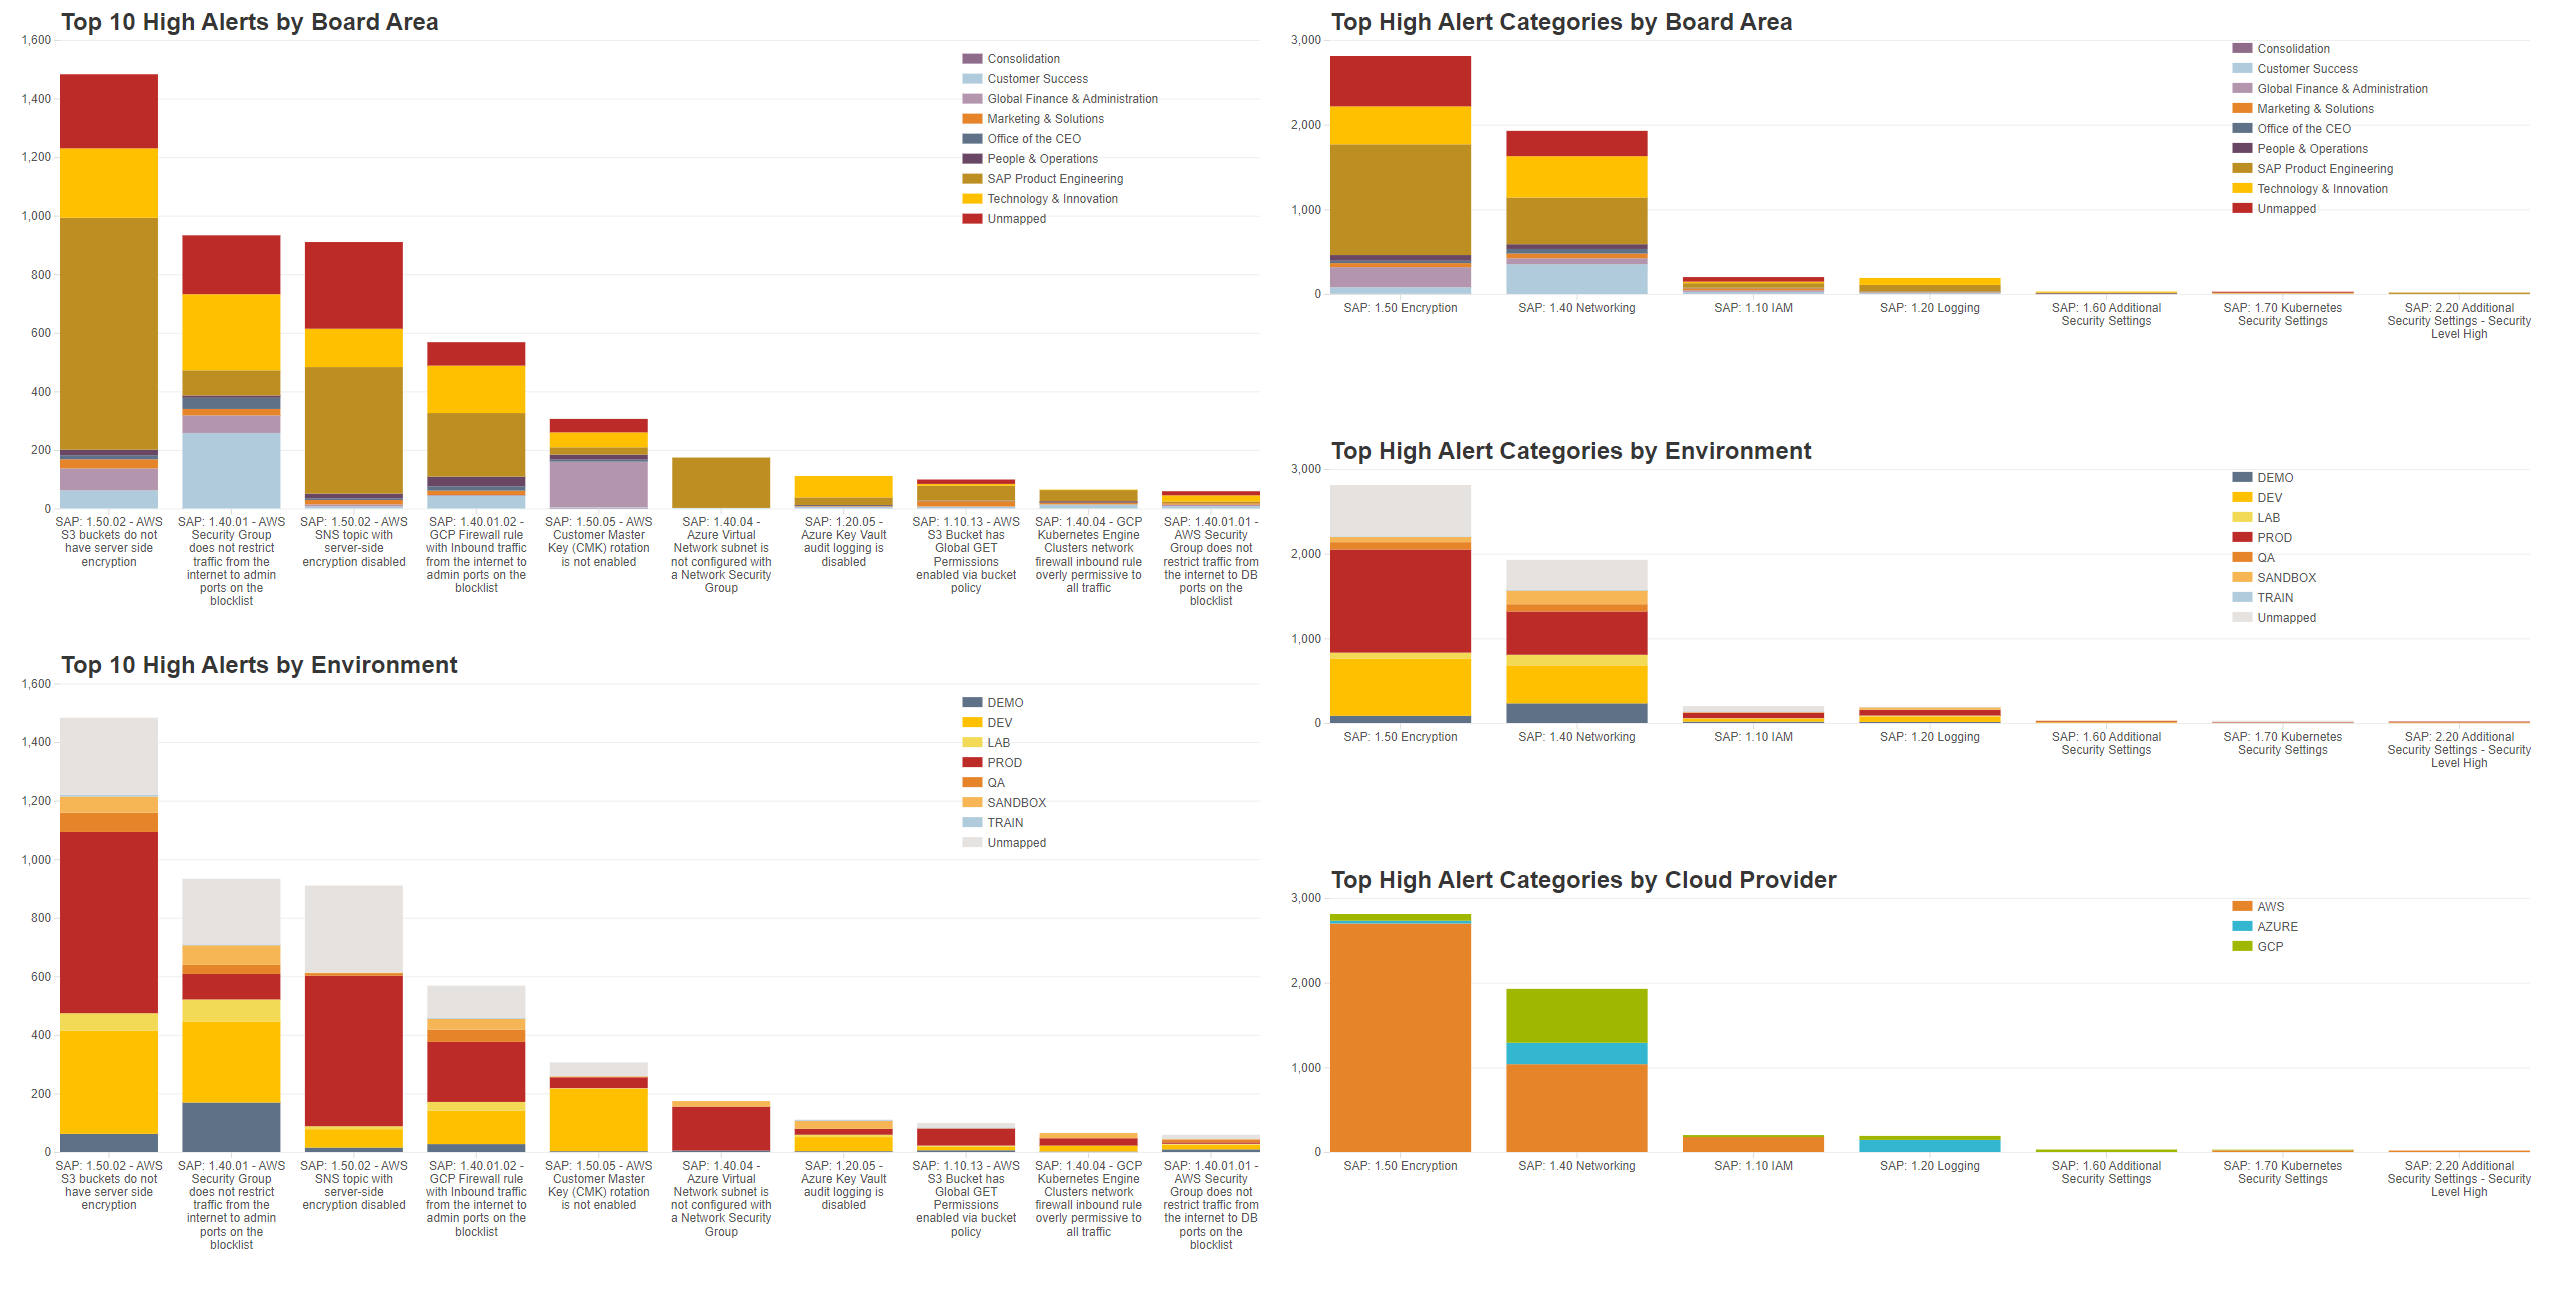 Top 10 High Alerts by Board Area
1,600
1,400
1,200
1,000
800
600
400
200
0
Consolidation
Customer Success
Global Finance & Administration
Marketing & Solutions
Office of the CEO
People & Operations
SAP Product Engineering
Technology & Innovation
Unmapped
SAP: 1.50.02 - AWS
S3 buckets do not
have server side
encryption
SAP: 1.40.01 - AWS
Security Group
does not restrict
traffic from the
internet to admin
ports on the
blocklist
SAP: 1.50.02 - AWS
SNS topic with
server-side
encryption disabled
SAP: 1.40.01.02 -
GCP Firewall rule
with Inbound traffic
from the internet to
admin ports on the
blocklist
SAP: 1.50.05 - AWS
Customer Master
Key (CMK) rotation
is not enabled
SAP: 1.40.04 -
Azure Virtual
Network subnet is
not configured with
a Network Security
Group
SAP: 1.20.05 -
Azure Key Vault
audit logging is
disabled
SAP: 1.10.13 - AWS
S3 Bucket has
Global GET
Permissions
enabled via bucket
policy
SAP: 1.40.04 - GCP
Kubernetes Engine
Clusters network
firewall inbound rule
overly permissive to
all traffic
SAP: 1.40.01.01 -
AWS Security
Group does not
restrict traffic from
the internet to DB
ports on the
blocklist
Top 10 High Alerts by Environment
1,600
1,400
1,200
1,000
800
600
400
200
0
DEMO
DEV
LAB
PROD
QA
SANDBOX
TRAIN
Unmapped
SAP: 1.50.02 - AWS
S3 buckets do not
have server side
encryption
SAP: 1.40.01 - AWS
Security Group
does not restrict
traffic from the
internet to admin
ports on the
blocklist
SAP: 1.50.02 - AWS
SNS topic with
server-side
encryption disabled
SAP: 1.40.01.02 -
GCP Firewall rule
with Inbound traffic
from the internet to
admin ports on the
blocklist
SAP: 1.50.05 - AWS
Customer Master
Key (CMK) rotation
is not enabled
SAP: 1.40.04 -
Azure Virtual
Network subnet is
not configured with
a Network Security
Group
SAP: 1.20.05 -
Azure Key Vault
audit logging is
disabled
SAP: 1.10.13 - AWS
S3 Bucket has
Global GET
Permissions
enabled via bucket
policy
SAP: 1.40.04 - GCP
Kubernetes Engine
Clusters network
firewall inbound rule
overly permissive to
all traffic
SAP: 1.40.01.01 -
AWS Security
Group does not
restrict traffic from
the internet to DB
ports on the
blocklist
Top High Alert Categories by Board Area
3,000
2,000
1,000
0
Consolidation
Customer Success
Global Finance & Administration
Marketing & Solutions
Office of the CEO
People & Operations
SAP Product Engineering
Technology & Innovation
Unmapped
SAP: 1.50 Encryption
SAP: 1.40 Networking
SAP: 1.10 IAM
SAP: 1.20 Logging
SAP: 1.60 Additional
Security Settings
SAP: 1.70 Kubernetes
Security Settings
SAP: 2.20 Additional
Security Settings - Security
Level High
Top High Alert Categories by Environment
3,000
2,000
1,000
0
DEMO
DEV
LAB
PROD
QA
SANDBOX
TRAIN
Unmapped
SAP: 1.50 Encryption
SAP: 1.40 Networking
SAP: 1.10 IAM
SAP: 1.20 Logging
SAP: 1.60 Additional
Security Settings
SAP: 1.70 Kubernetes
Security Settings
SAP: 2.20 Additional
Security Settings - Security
Level High
Top High Alert Categories by Cloud Provider
3,000
2,000
1,000
0
AWS
AZURE
GCP
SAP: 1.50 Encryption
SAP: 1.40 Networking
SAP: 1.10 IAM
SAP: 1.20 Logging
SAP: 1.60 Additional
Security Settings
SAP: 1.70 Kubernetes
Security Settings
SAP: 2.20 Additional
Security Settings - Security
Level High